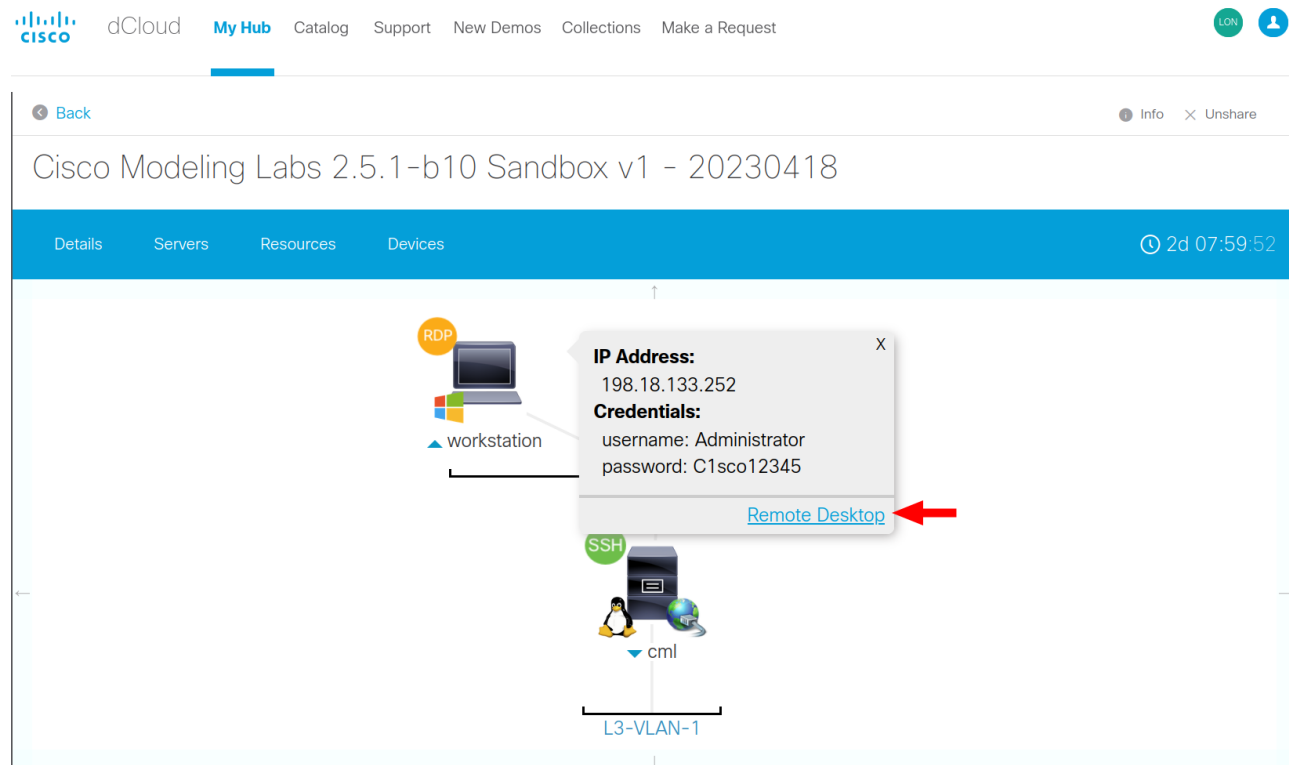 CISCO dCloud My Hub Catalog Support New Demos Collections Make a Request LON
Back Info Unshare
Cisco Modeling Labs 2.5.1-b10 Sandbox v1 - 20230418
Details Servers Resources Devices 2d 07:59:52
RDP
workstation
X
IP Address:
198.18.133.252
Credentials:
username: Administrator
password: C1sco12345
Remote Desktop
SSH
cml
L3-VLAN-1